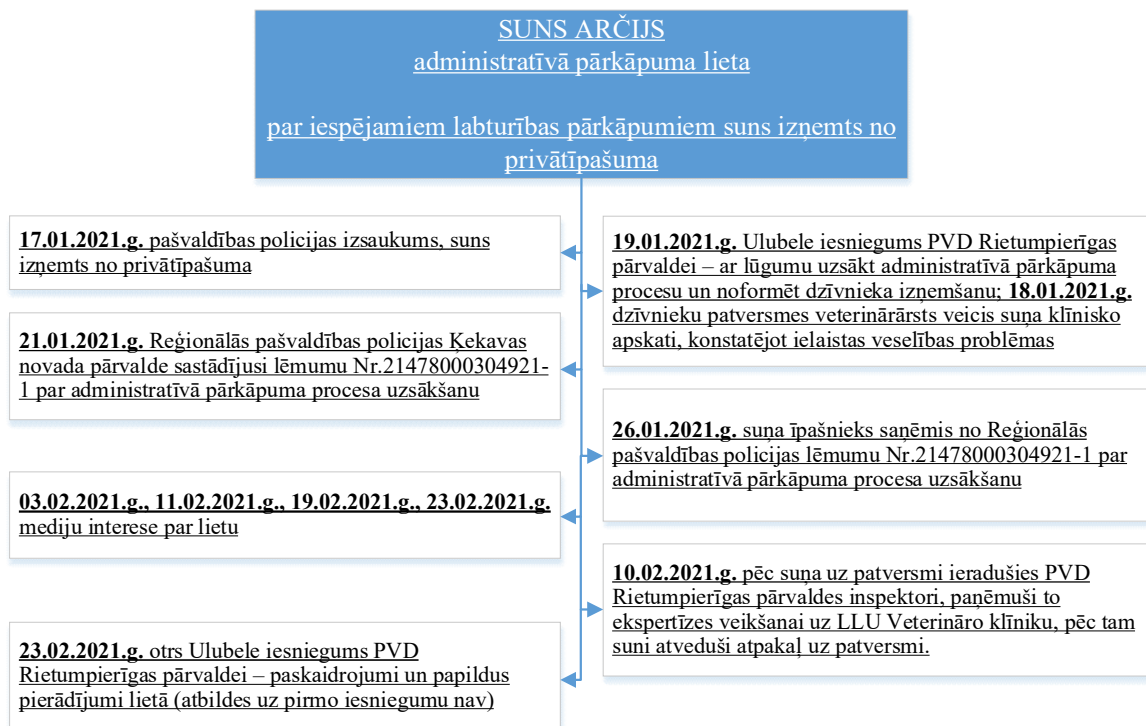 SUNS ARČIJS
administratīvā pārkāpuma lieta
par iespējamiem labturības pārkāpumiem suns izņemts no
privātīpašuma
17.01.2021.g. pašvaldības policijas izsaukums, suns
izņemts no privātīpašuma
19.01.2021.g. Ulubele iesniegums PVD Rietumpierīgas
pārvaldei – ar lūgumu uzsākt administratīvā pārkāpuma
procesu un noformēt dzīvnieka izņemšanu; 18.01.2021.g.
dzīvnieku patversmes veterinārārsts veicis suņa klīnisko
apskati, konstatējot ielaistas veselības problēmas
21.01.2021.g. Reģionālās pašvaldības policijas Ķekavas
novada pārvalde sastādījusi lēmumu Nr.21478000304921-
1 par administratīvā pārkāpuma procesa uzsākšanu
26.01.2021.g. suņa īpašnieks saņēmis no Reģionālās
pašvaldības policijas lēmumu Nr.21478000304921-1 par
administratīvā pārkāpuma procesa uzsākšanu
03.02.2021.g., 11.02.2021.g., 19.02.2021.g., 23.02.2021.g.
mediju interese par lietu
10.02.2021.g. pēc suņa uz patversmi ieradušies PVD
Rietumpierīgas pārvaldes inspektori, paņēmuši to
ekspertīzes veikšanai uz LLU Veterināro klīniku, pēc tam
suni atveduši atpakaļ uz patversmi.
23.02.2021.g. otrs Ulubele iesniegums PVD
Rietumpierīgas pārvaldei – paskaidrojumi un papildus
pierādījumi lietā (atbildes uz pirmo iesniegumu nav)